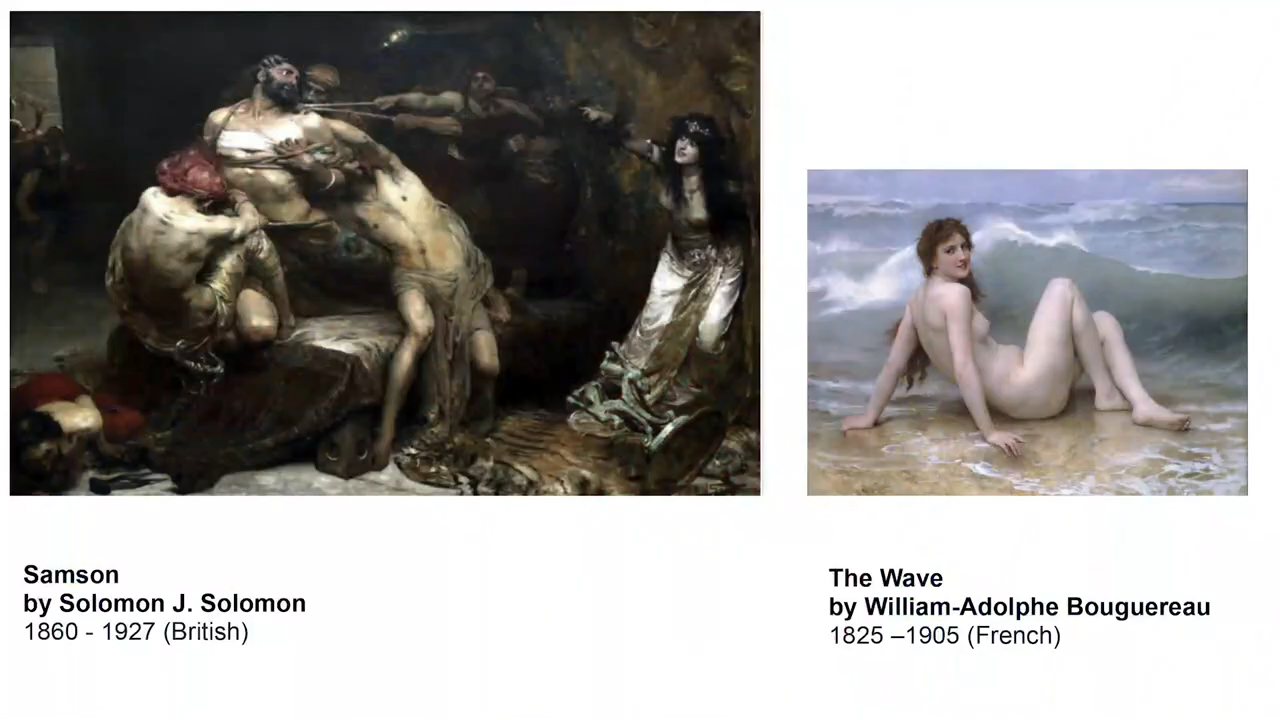 Samson
by Solomon J. Solomon
1860 - 1927 (British)
The Wave
by William-Adolphe Bouguereau
1825 –1905 (French)